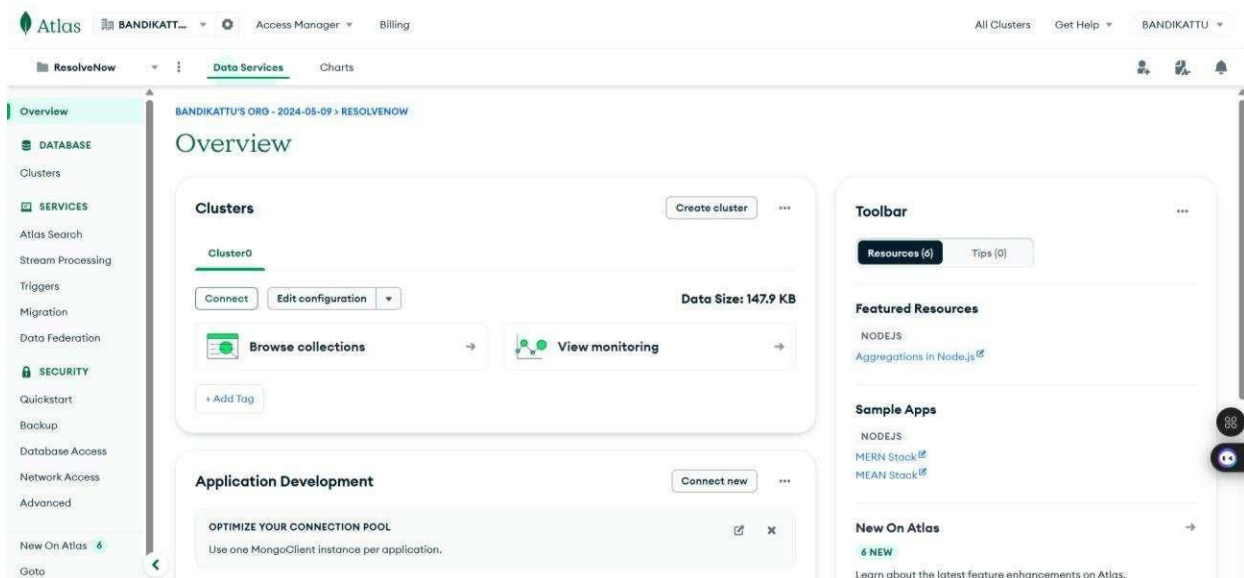 Atlas BANDIKATT... Access Manager Billing All Clusters Get Help BANDIKATTU
ResolveNow Data Services Charts
Overview
DATABASE
Clusters
SERVICES
Atlas Search
Stream Processing
Triggers
Migration
Data Federation
SECURITY
Quickstart
Backup
Database Access
Network Access
Advanced
New On Atlas 6
Goto
BANDIKATTU'S ORG - 2024-05-09 > RESOLVENOW
Overview
Clusters Create cluster ...
Cluster0
Connect Edit configuration Data Size: 147.9 KB
Browse collections → View monitoring →
+ Add Tag
Application Development Connect new ...
OPTIMIZE YOUR CONNECTION POOL
Use one MongoClient instance per application.
Toolbar ...
Resources (6) Tips (0)
Featured Resources
NODEJS
Aggregations in Node.js
Sample Apps
NODEJS
MERN Stack
MEAN Stack
New On Atlas →
6 NEW
Learn about the latest feature enhancements on Atlas.